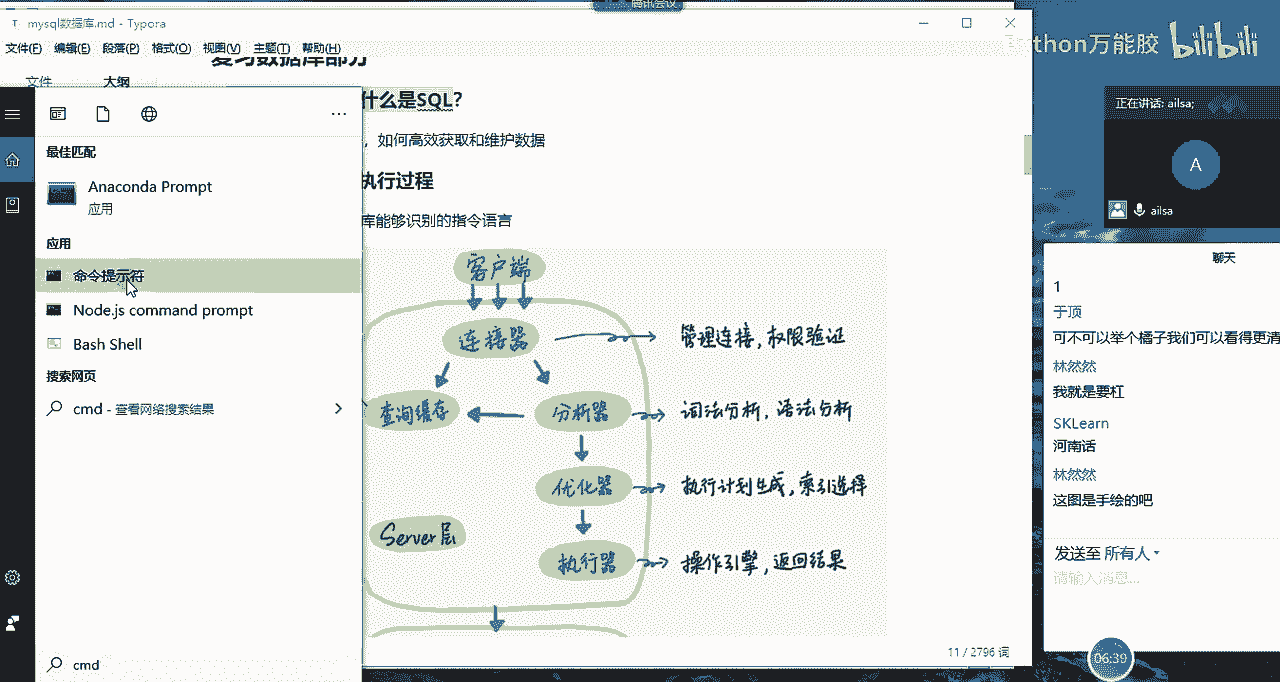 腾讯会议
mysql数据库.md - Typora
文件(F) 编辑(E) 段落(P) 格式(O) 视图(V) 主题(T) 帮助(H)
复习数据库部分
文件 大纲
什么是SQL?
，如何高效获取和维护数据
执行过程
库能够识别的指令语言
最佳匹配
Anaconda Prompt
应用
应用
命令提示符
Node.js command prompt
Bash Shell
搜索网页
cmd - 查看网络搜索结果
cmd
客户端
连接器
管理连接,权限验证
查询缓存
分析器
词法分析,语法分析
优化器
执行计划生成,索引选择
Server层
执行器
操作引擎,返回结果
11 / 2796 词
thon万能胶
bilibili
正在讲话: ailsa;
A
ailsa
聊天
1
于顶
可不可以举个橘子我们可以看得更清
林然然
我就是要杠
SKLearn
河南话
林然然
这图是手绘的吧
发送至 所有人
请输入消息...
06:39